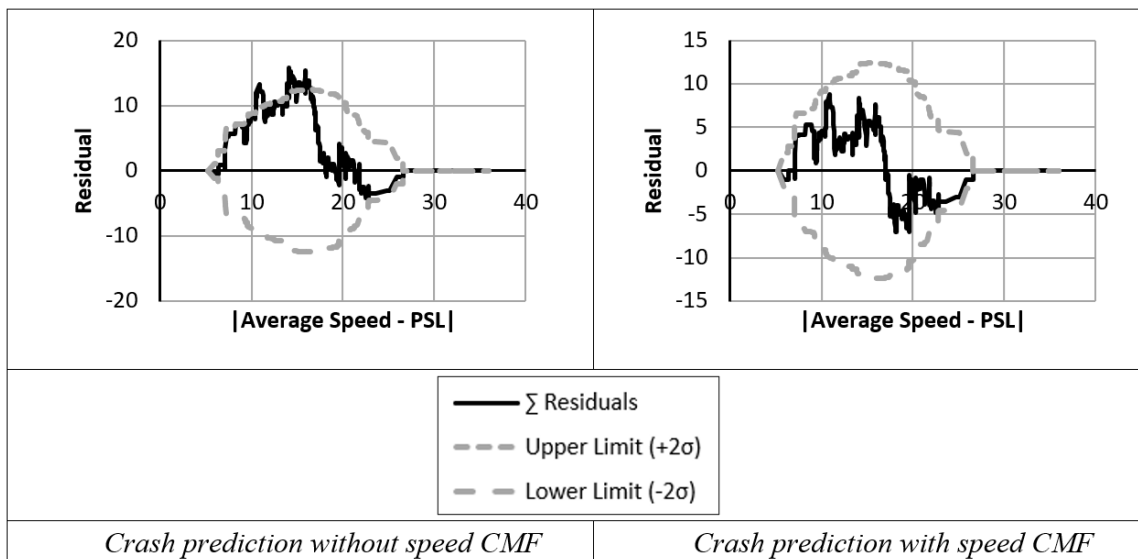 20
10
0
-10
-20
0 10 20 30 40
Residual
|Average Speed - PSL|
15
10
5
0
-5
-10
-15
0 10 20 30 40
Residual
|Average Speed - PSL|
∑ Residuals
Upper Limit (+2σ)
Lower Limit (-2σ)
Crash prediction without speed CMF
Crash prediction with speed CMF